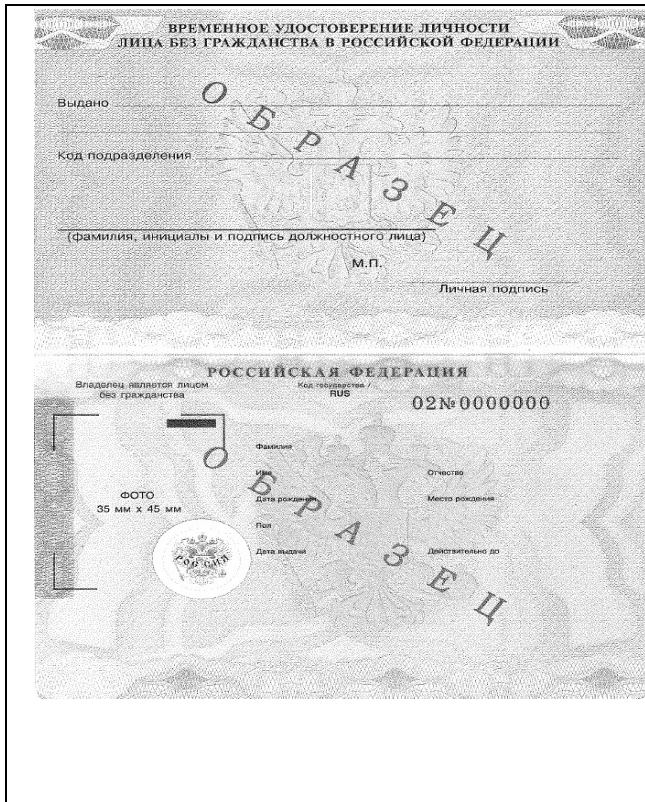 ВРЕМЕННОЕ УДОСТОВЕРЕНИЕ ЛИЧНОСТИ
ЛИЦА БЕЗ ГРАЖДАНСТВА В РОССИЙСКОЙ ФЕДЕРАЦИИ
ОБРАЗЕЦ
Выдано
Код подразделения
(фамилия, инициалы и подпись должностного лица)
М.П.
Личная подпись
РОССИЙСКАЯ ФЕДЕРАЦИЯ
Владелец является лицом
без гражданства
Код государства /
RUS
02№0000000
ОБРАЗЕЦ
Фамилия
Имя Отчество
Дата рождения Место рождения
ФОТО
35 мм х 45 мм
Пол
Дата выдачи Действительно до
РОССИЯ